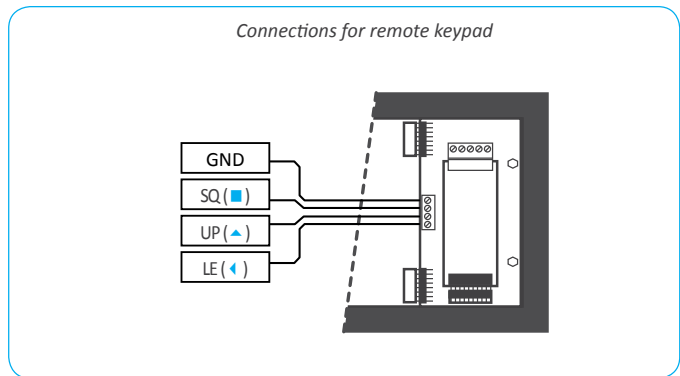 Connections for remote keypad
GND
SQ (■)
UP (▲)
LE (◀)